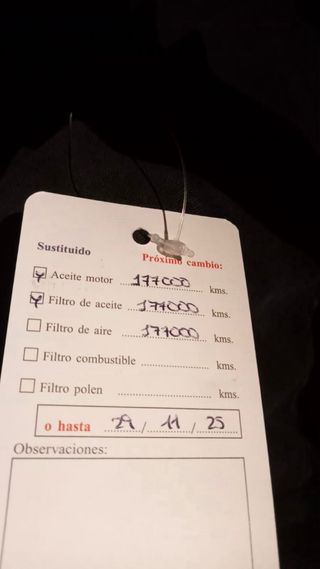 Sustituido Próximo cambio:
Aceite motor 177000 kms.
Filtro de aceite 177000 kms.
Filtro de aire 177000 kms.
Filtro combustible kms.
Filtro polen kms.
o hasta 29 / 11 / 25
Observaciones: